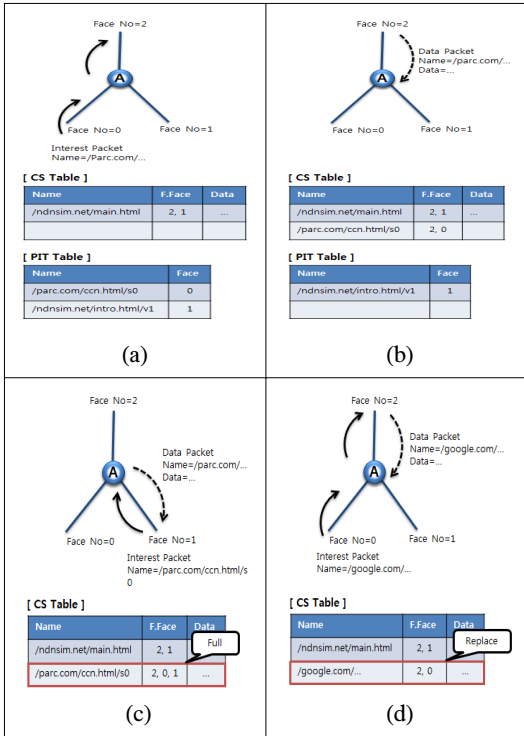 Face No=2
A
Face No=0
Face No=1
Interest Packet
Name=/Parc.com/...
[ CS Table ]
Name F.Face Data
/ndnsim.net/main.html 2, 1 ...
[ PIT Table ]
Name Face
/parc.com/ccn.html/s0 0
/ndnsim.net/intro.html/v1 1
(a)
Face No=2
Data Packet
Name=/parc.com/...
Data=...
A
Face No=0
Face No=1
[ CS Table ]
Name F.Face Data
/ndnsim.net/main.html 2, 1 ...
/parc.com/ccn.html/s0 2, 0
[ PIT Table ]
Name Face
/ndnsim.net/intro.html/v1 1
(b)
Face No=2
Data Packet
Name=/parc.com/...
Data=...
A
Face No=0
Face No=1
Interest Packet
Name=/parc.com/ccn.html/s
0
[ CS Table ]
Name F.Face Data
Full
/ndnsim.net/main.html 2, 1
/parc.com/ccn.html/s0 2, 0, 1 ...
(c)
Face No=2
Data Packet
Name=/google.com/...
Data=...
A
Face No=0
Face No=1
Interest Packet
Name=/google.com/...
[ CS Table ]
Name F.Face Data
Replace
/ndnsim.net/main.html 2, 1
/google.com/... 2, 0 ...
(d)